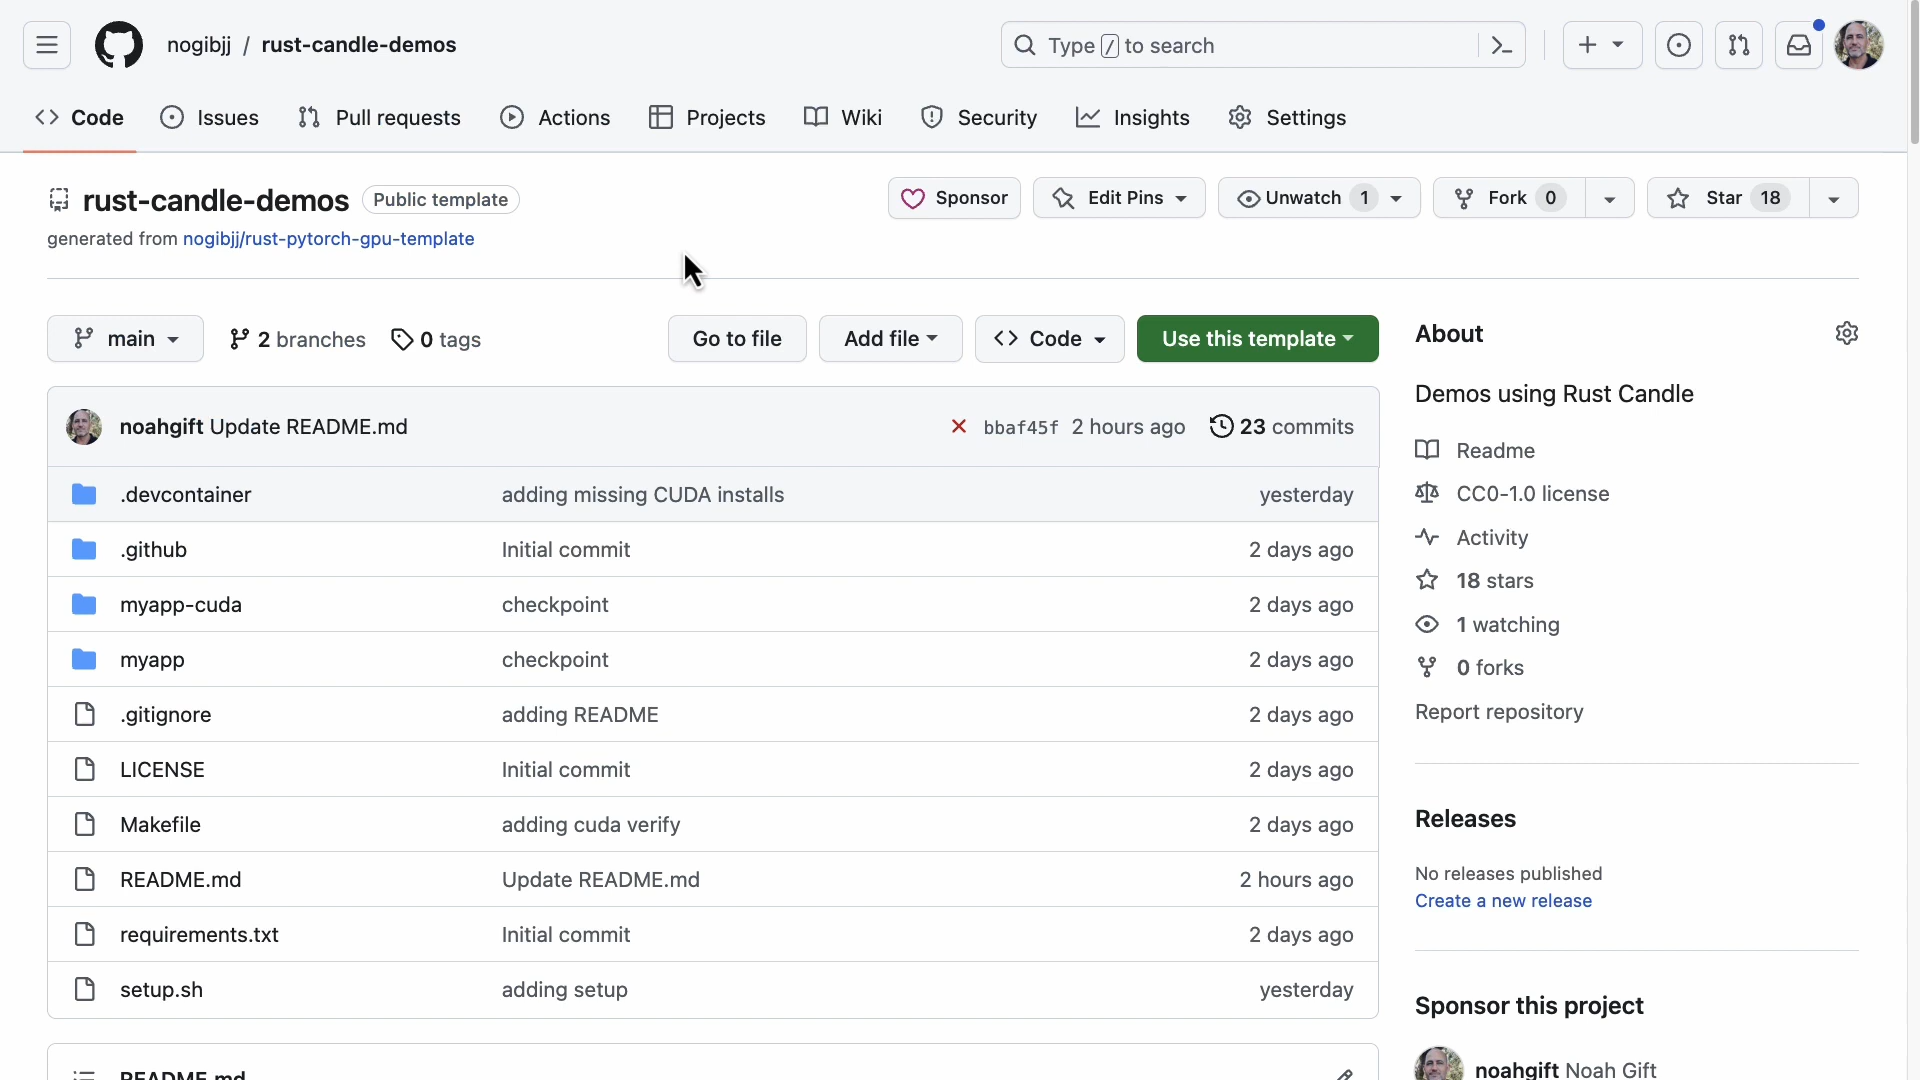 nogibjj / rust-candle-demos
Type / to search
Code Issues Pull requests Actions Projects Wiki Security Insights Settings
rust-candle-demos Public template
Sponsor Edit Pins Unwatch 1 Fork 0 Star 18
generated from nogibjj/rust-pytorch-gpu-template
main 2 branches 0 tags Go to file Add file Code Use this template
noahgift Update README.md bbaf45f 2 hours ago 23 commits
.devcontainer adding missing CUDA installs yesterday
.github Initial commit 2 days ago
myapp-cuda checkpoint 2 days ago
myapp checkpoint 2 days ago
.gitignore adding README 2 days ago
LICENSE Initial commit 2 days ago
Makefile adding cuda verify 2 days ago
README.md Update README.md 2 hours ago
requirements.txt Initial commit 2 days ago
setup.sh adding setup yesterday
README.md
About
Demos using Rust Candle
Readme
CC0-1.0 license
Activity
18 stars
1 watching
0 forks
Report repository
Releases
No releases published
Create a new release
Sponsor this project
noahgift Noah Gift